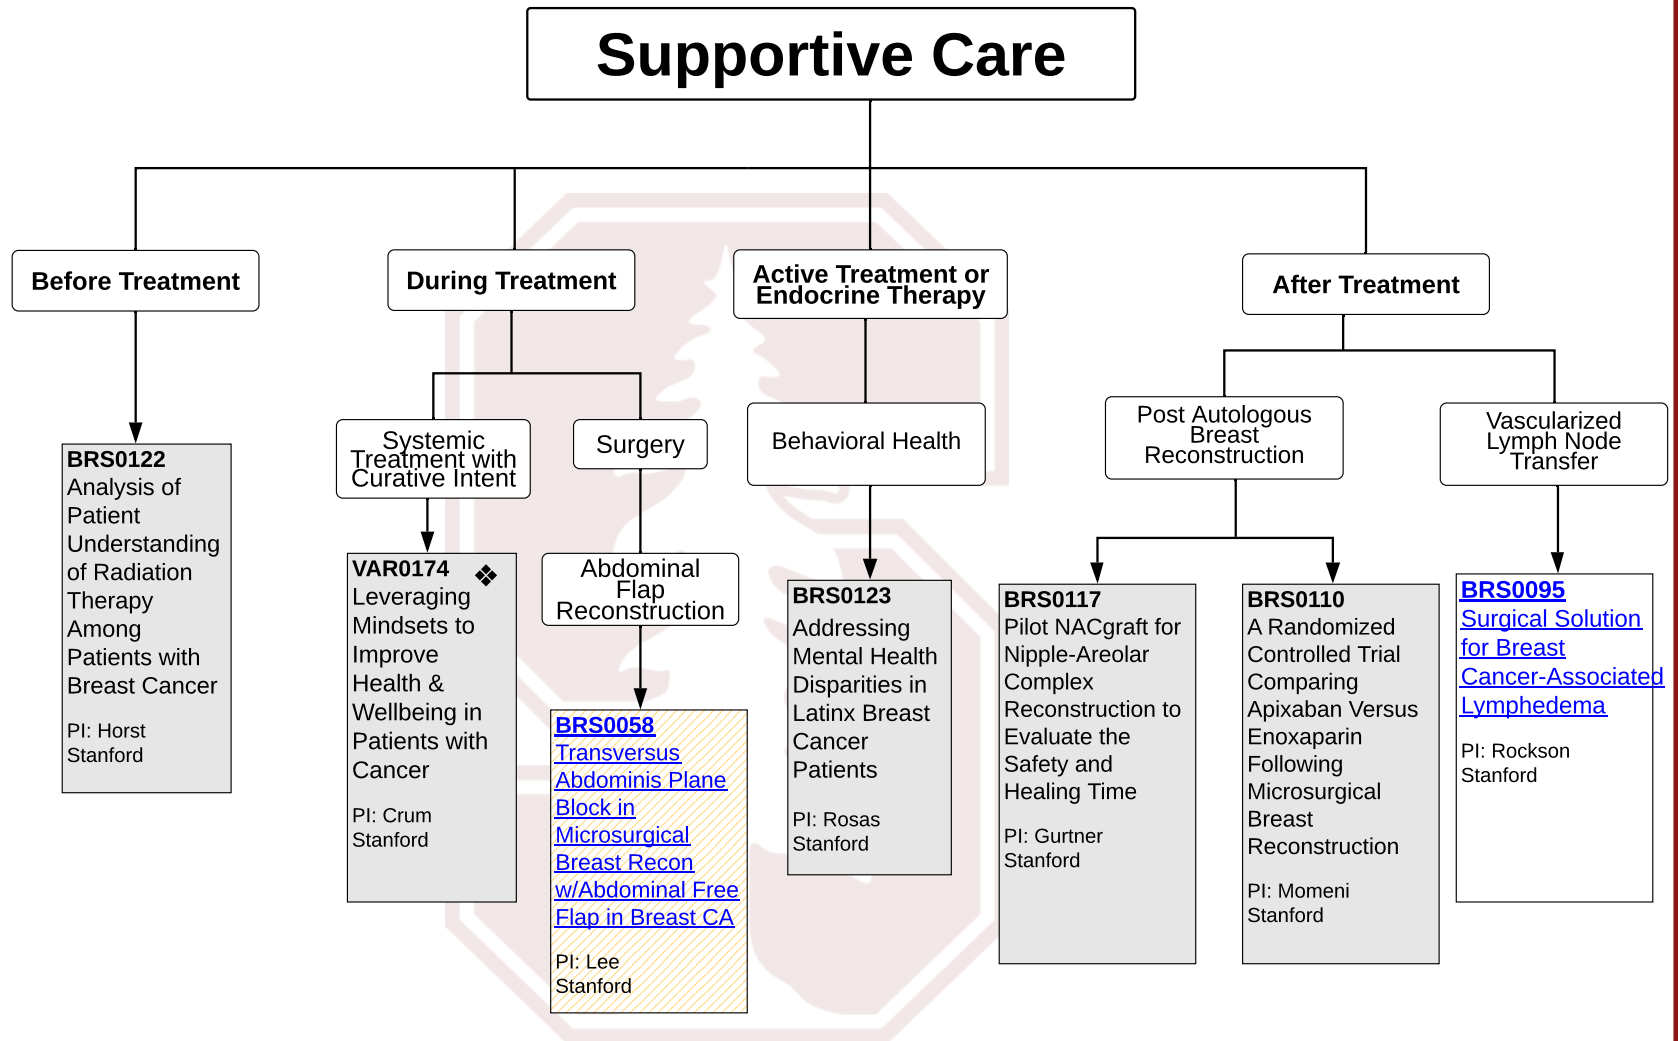 Supportive Care
Before Treatment
During Treatment
Active Treatment or
Endocrine Therapy
After Treatment
Systemic
Treatment with
Curative Intent
Surgery
Behavioral Health
Post Autologous
Breast
Reconstruction
Vascularized
Lymph Node
Transfer
BRS0122
Analysis of
Patient
Understanding
of Radiation
Therapy
Among
Patients with
Breast Cancer
PI: Horst
Stanford
VAR0174 ❖
Leveraging
Mindsets to
Improve
Health &
Wellbeing in
Patients with
Cancer
PI: Crum
Stanford
Abdominal
Flap
Reconstruction
BRS0058
Transversus
Abdominis Plane
Block in
Microsurgical
Breast Recon
w/Abdominal Free
Flap in Breast CA
PI: Lee
Stanford
BRS0123
Addressing
Mental Health
Disparities in
Latinx Breast
Cancer
Patients
PI: Rosas
Stanford
BRS0117
Pilot NACgraft for
Nipple-Areolar
Complex
Reconstruction to
Evaluate the
Safety and
Healing Time
PI: Gurtner
Stanford
BRS0110
A Randomized
Controlled Trial
Comparing
Apixaban Versus
Enoxaparin
Following
Microsurgical
Breast
Reconstruction
PI: Momeni
Stanford
BRS0095
Surgical Solution
for Breast
Cancer-Associated
Lymphedema
PI: Rockson
Stanford